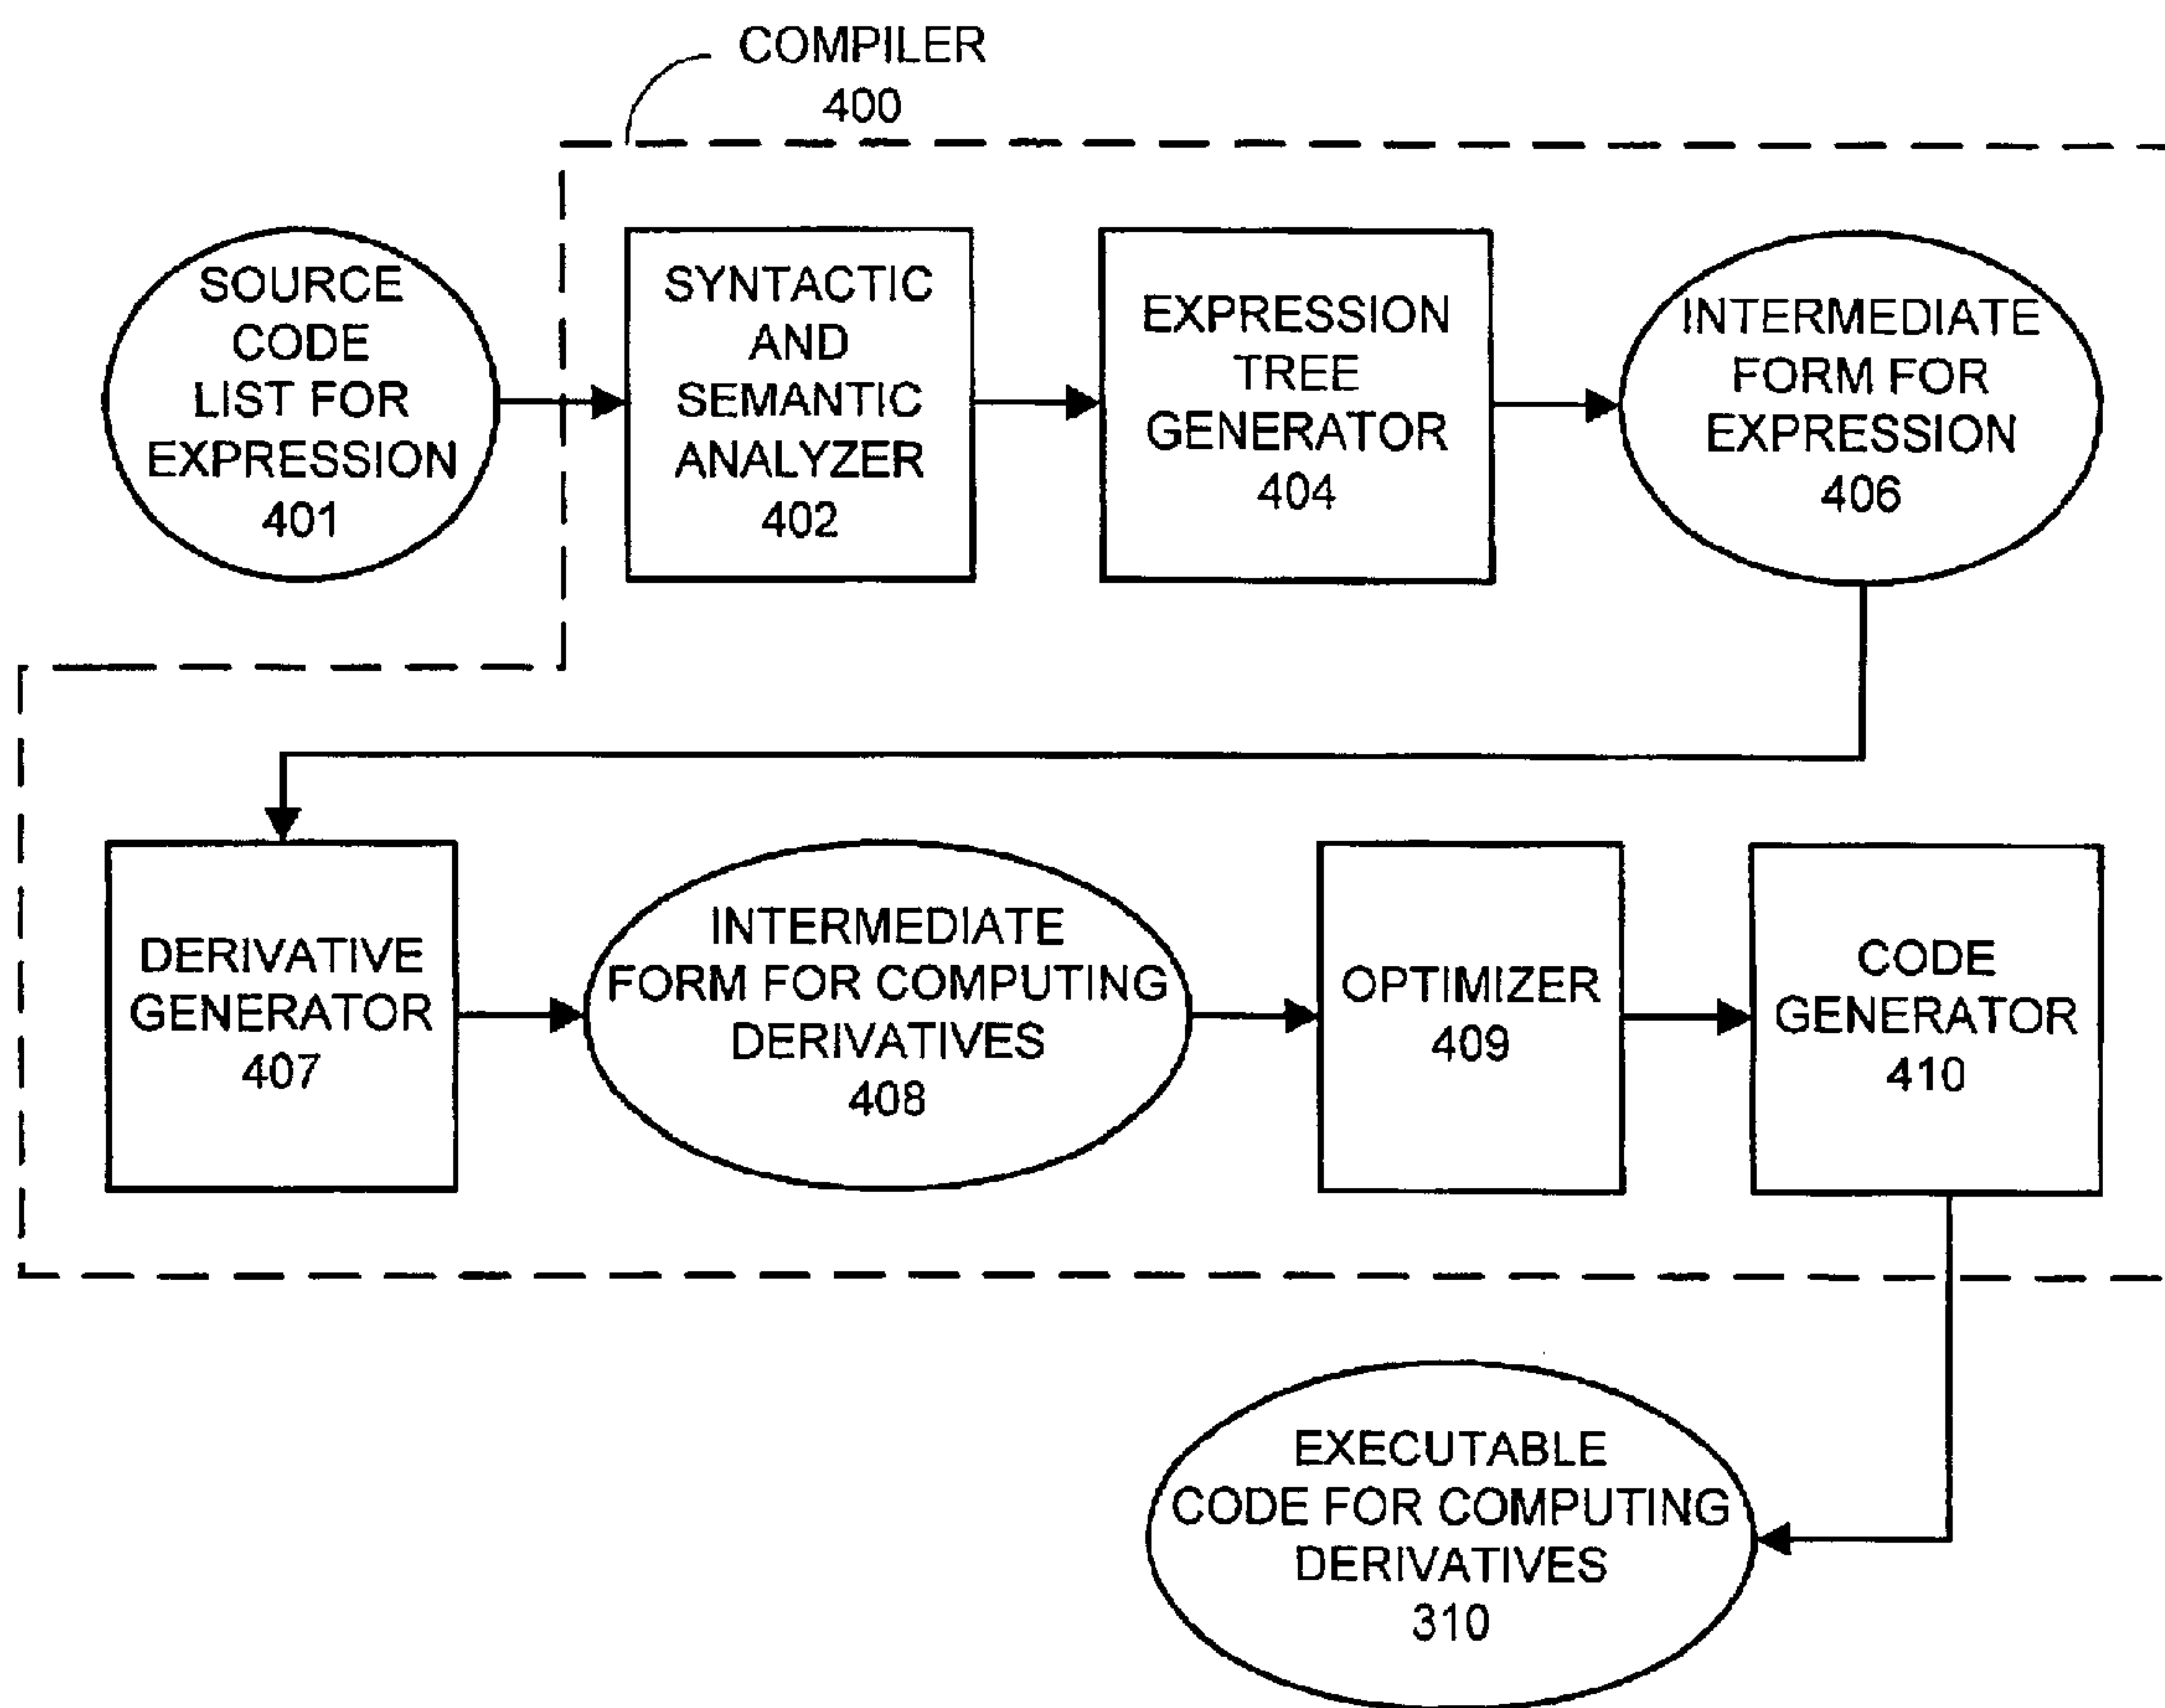 COMPILER
400
SOURCE
CODE
LIST FOR
EXPRESSION
401
SYNTACTIC
AND
SEMANTIC
ANALYZER
402
EXPRESSION
TREE
GENERATOR
404
INTERMEDIATE
FORM FOR
EXPRESSION
406
DERIVATIVE
GENERATOR
407
INTERMEDIATE
FORM FOR COMPUTING
DERIVATIVES
408
OPTIMIZER
409
CODE
GENERATOR
410
EXECUTABLE
CODE FOR COMPUTING
DERIVATIVES
310